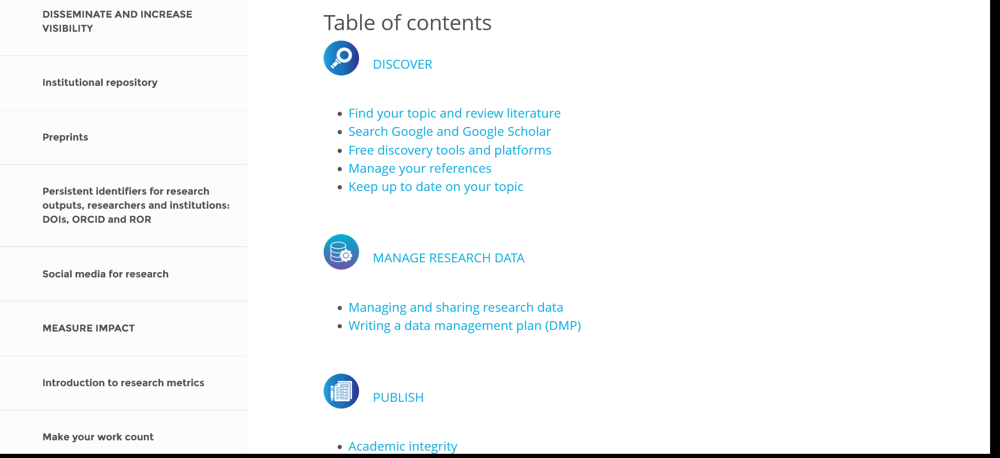 DISSEMINATE AND INCREASE
VISIBILITY
Institutional repository
Preprints
Persistent identifiers for research
outputs, researchers and institutions:
DOIs, ORCID and ROR
Social media for research
MEASURE IMPACT
Introduction to research metrics
Make your work count
Table of contents
DISCOVER
Find your topic and review literature
Search Google and Google Scholar
Free discovery tools and platforms
Manage your references
Keep up to date on your topic
MANAGE RESEARCH DATA
Managing and sharing research data
Writing a data management plan (DMP)
PUBLISH
Academic integrity